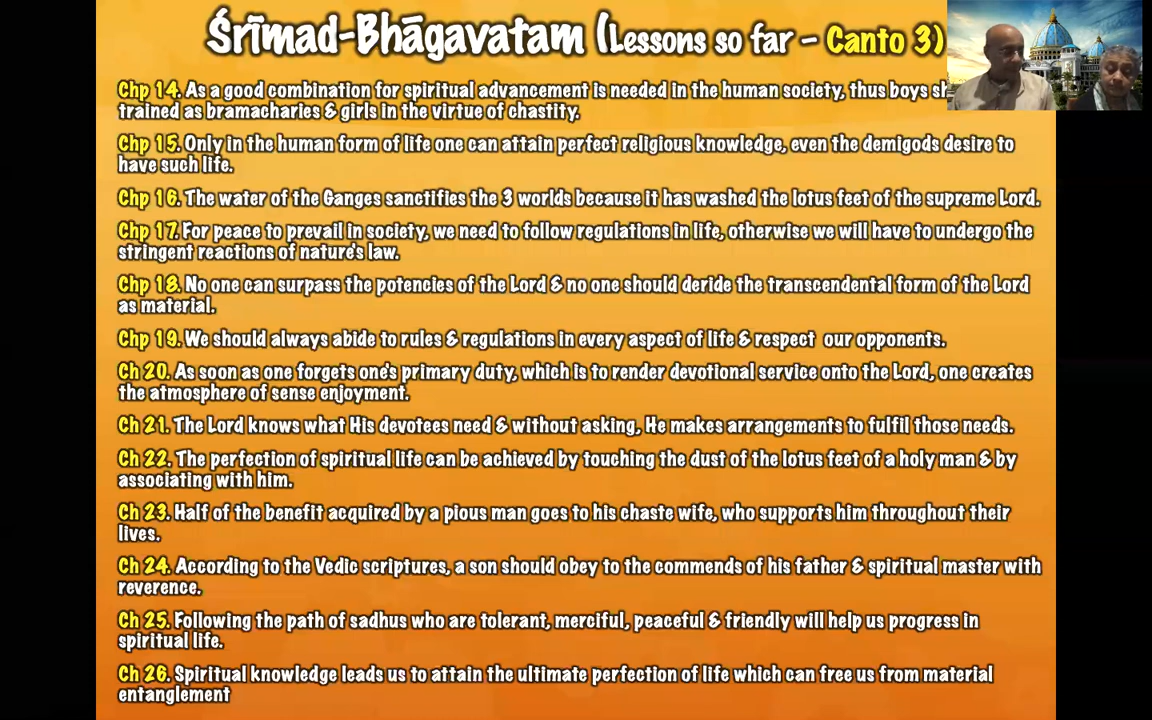 Śrīmad-Bhāgavatam (Lessons so far – Canto 3)
Chp 14. As a good combination for spiritual advancement is needed in the human society, thus boys sh
trained as bramacharies & girls in the virtue of chastity.
Chp 15. Only in the human form of life one can attain perfect religious knowledge, even the demigods desire to
have such life.
Chp 16. The water of the Ganges sanctifies the 3 worlds because it has washed the lotus feet of the supreme Lord.
Chp 17. For peace to prevail in society, we need to follow regulations in life, otherwise we will have to undergo the
stringent reactions of nature's law.
Chp 18. No one can surpass the potencies of the Lord & no one should deride the transcendental form of the Lord
as material.
Chp 19. We should always abide to rules & regulations in every aspect of life & respect our opponents.
Ch 20. As soon as one forgets one's primary duty, which is to render devotional service onto the Lord, one creates
the atmosphere of sense enjoyment.
Ch 21. The Lord knows what His devotees need & without asking, He makes arrangements to fulfil those needs.
Ch 22. The perfection of spiritual life can be achieved by touching the dust of the lotus feet of a holy man & by
associating with him.
Ch 23. Half of the benefit acquired by a pious man goes to his chaste wife, who supports him throughout their
lives.
Ch 24. According to the Vedic scriptures, a son should obey to the commends of his father & spiritual master with
reverence.
Ch 25. Following the path of sadhus who are tolerant, merciful, peaceful & friendly will help us progress in
spiritual life.
Ch 26. Spiritual knowledge leads us to attain the ultimate perfection of life which can free us from material
entanglement